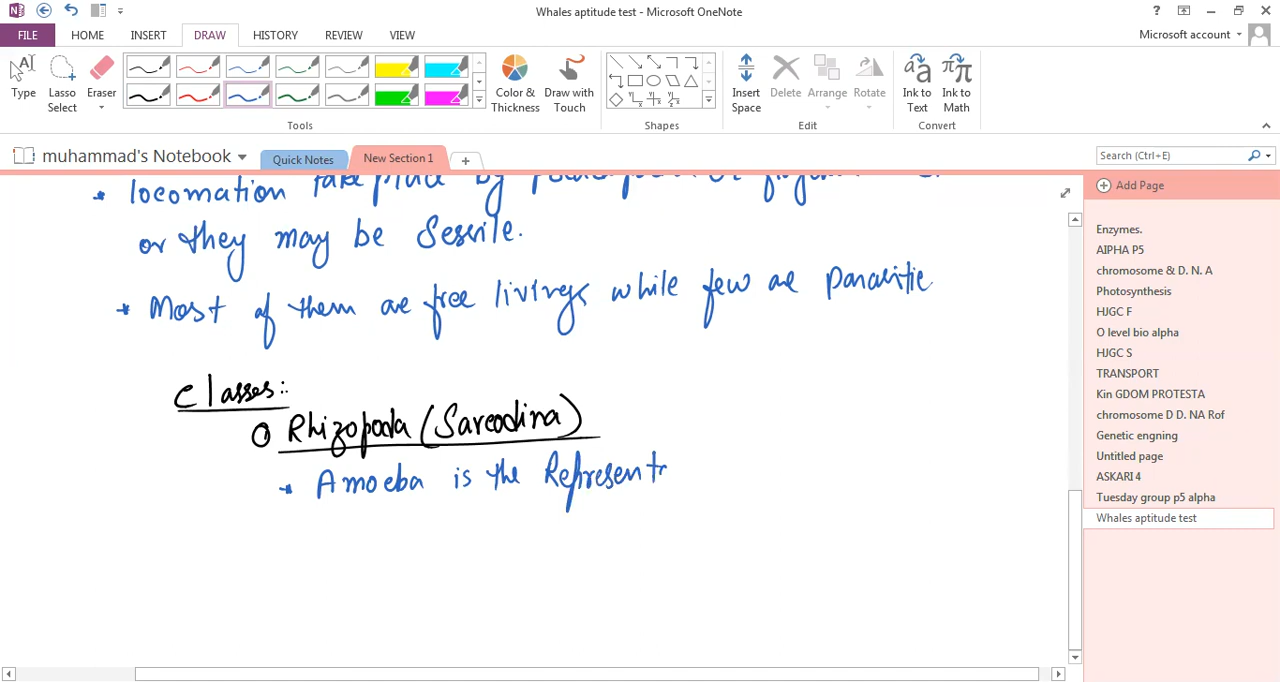 Whales aptitude test - Microsoft OneNote
?
FILE HOME INSERT DRAW HISTORY REVIEW VIEW
Microsoft account
Type
Lasso Select
Eraser
Color & Thickness
Draw with Touch
Insert Space
Delete
Arrange
Rotate
Ink to Text
Ink to Math
Tools
Shapes
Edit
Convert
muhammad's Notebook
Quick Notes
New Section 1
Search (Ctrl+E)
Add Page
locomation take place by
or they may be Sessile.
Most of them are free livings while few are Parasitic
Classes::
Rhizopoda (Sarcodina)
Amoeba is the Represent
Enzymes.
AlPHA P5
chromosome & D. N. A
Photosynthesis
HJGC F
O level bio alpha
HJGC S
TRANSPORT
Kin GDOM PROTESTA
chromosome D D. NA Rof
Genetic engning
Untitled page
ASKARI 4
Tuesday group p5 alpha
Whales aptitude test